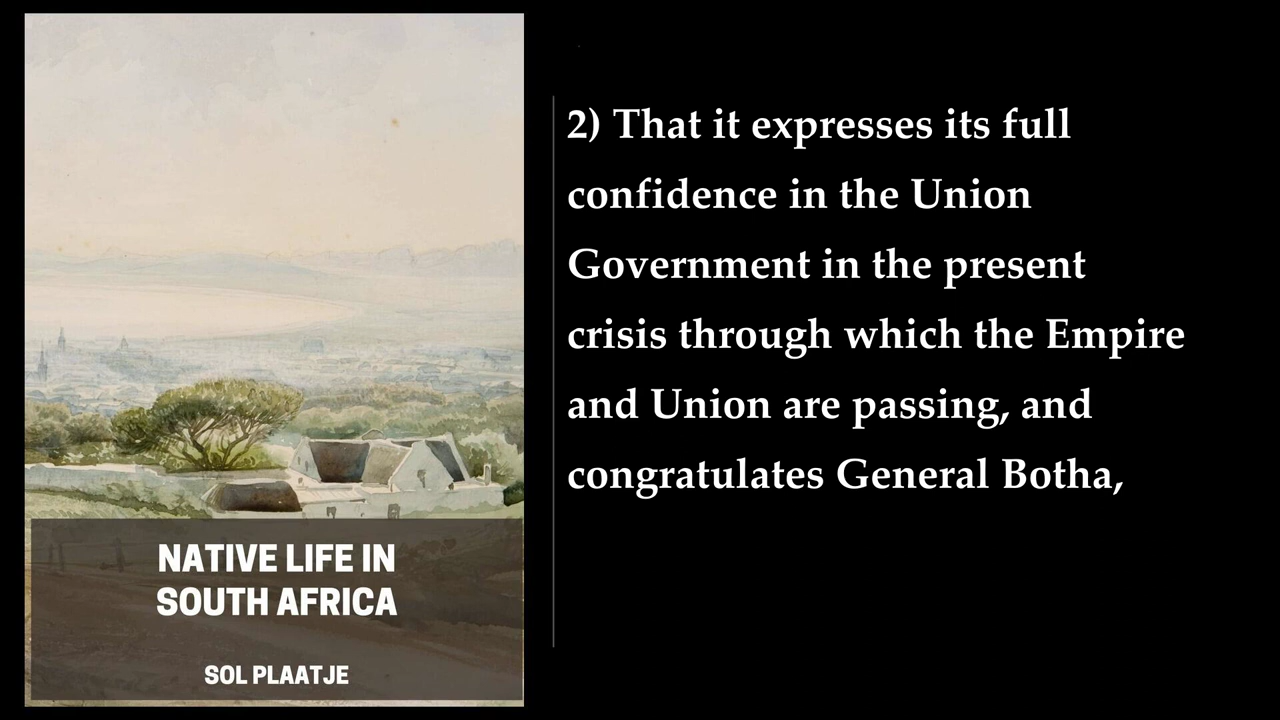 NATIVE LIFE IN
SOUTH AFRICA
SOL PLAATJE
2) That it expresses its full
confidence in the Union
Government in the present
crisis through which the Empire
and Union are passing, and
congratulates General Botha,